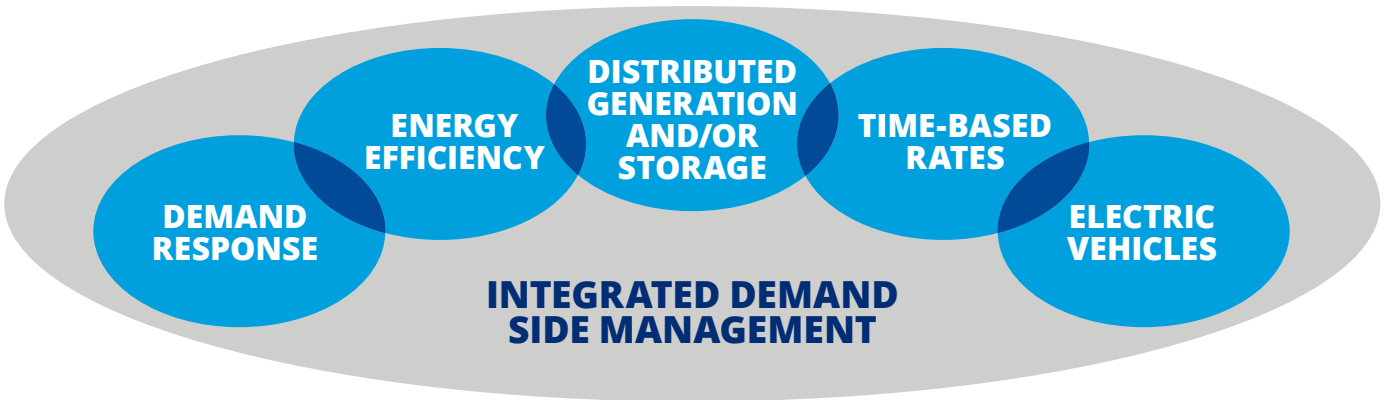 DEMAND
RESPONSE
ENERGY
EFFICIENCY
DISTRIBUTED
GENERATION
AND/OR
STORAGE
TIME-BASED
RATES
ELECTRIC
VEHICLES
INTEGRATED DEMAND
SIDE MANAGEMENT